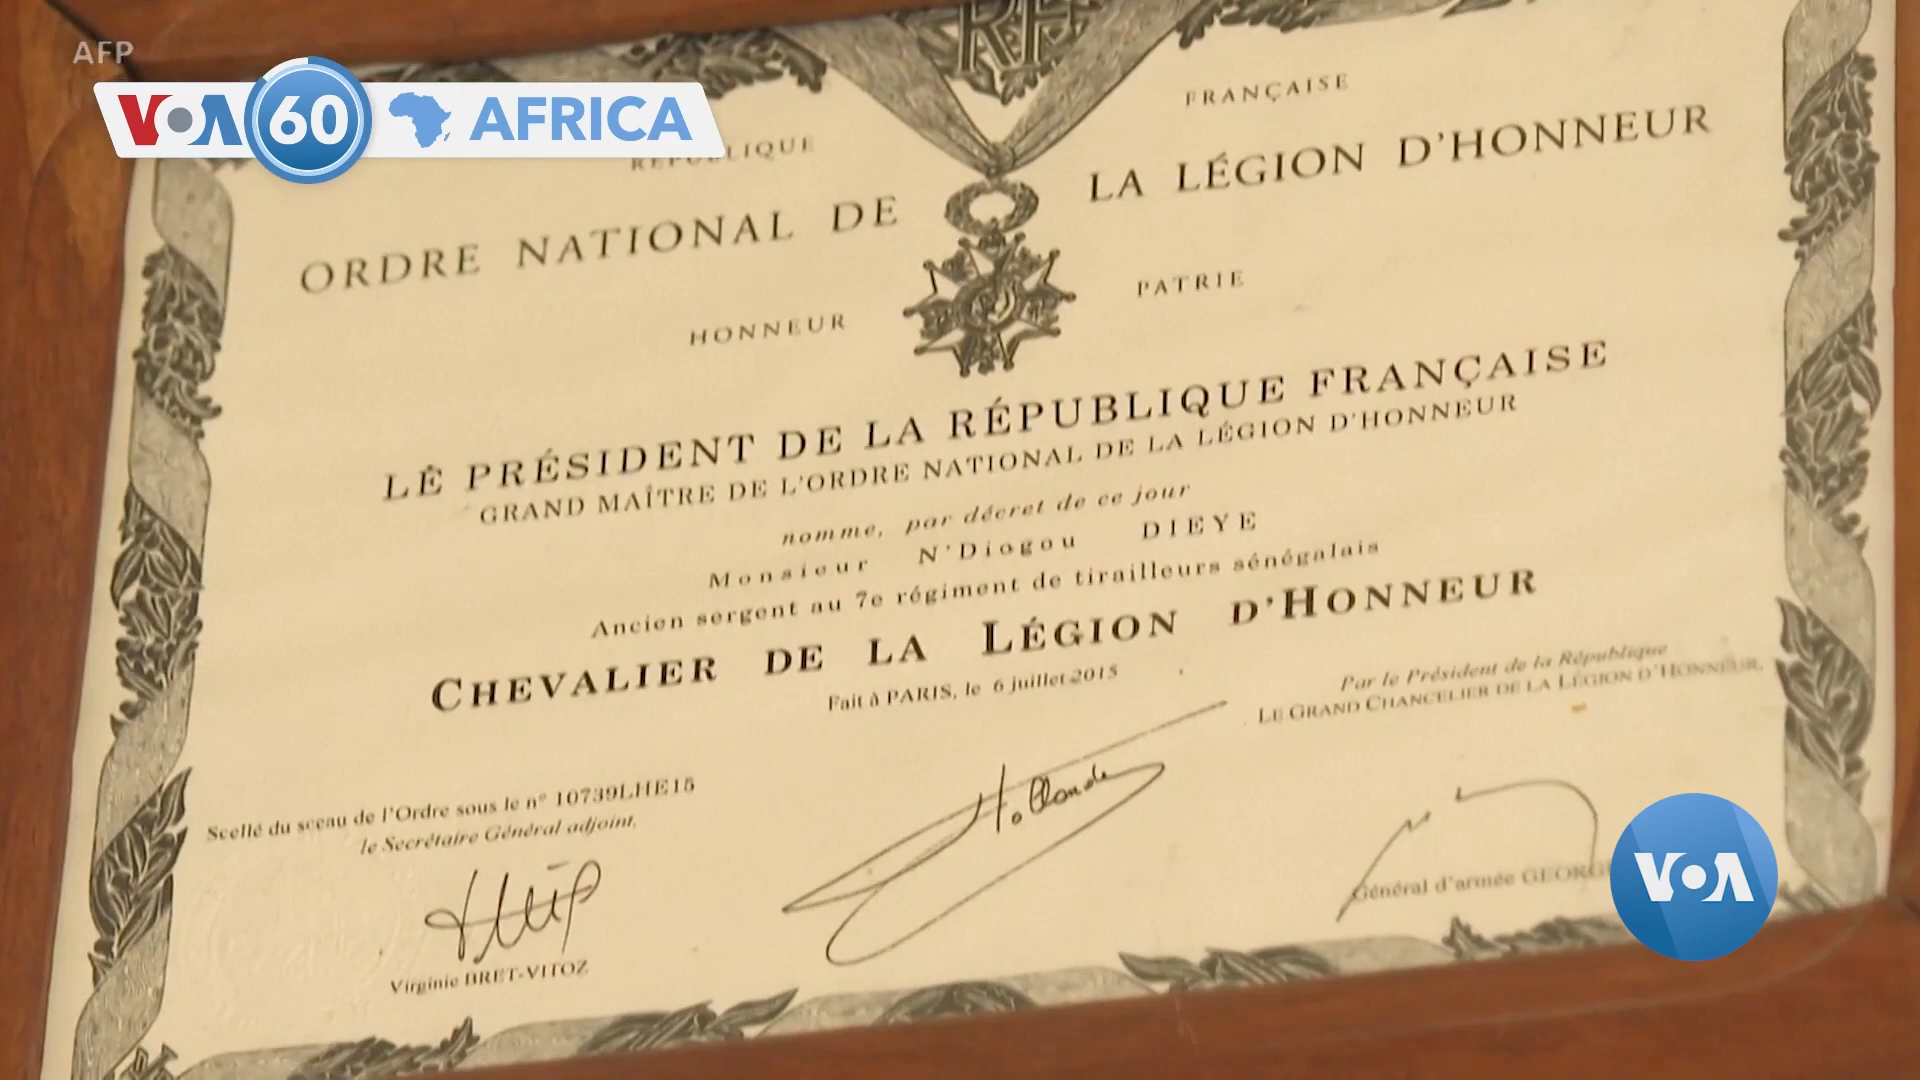 AFP
VOA 60 AFRICA
RF
RÉPUBLIQUE FRANÇAISE
ORDRE NATIONAL DE LA LÉGION D'HONNEUR
HONNEUR PATRIE
LE PRÉSIDENT DE LA RÉPUBLIQUE FRANÇAISE
GRAND MAÎTRE DE L'ORDRE NATIONAL DE LA LÉGION D'HONNEUR
nomme, par décret de ce jour
Monsieur N'Diogou DIEYE
Ancien sergent au 7e régiment de tirailleurs sénégalais
CHEVALIER DE LA LÉGION D'HONNEUR
Fait à PARIS, le 6 juillet 2015
Par le Président de la République
LE GRAND CHANCELIER DE LA LÉGION D'HONNEUR,
Scellé du sceau de l'Ordre sous le n° 10739LHE15
le Secrétaire Général adjoint,
Hollande
Virginie BRET-VITOZ
Général d'armée
VOA